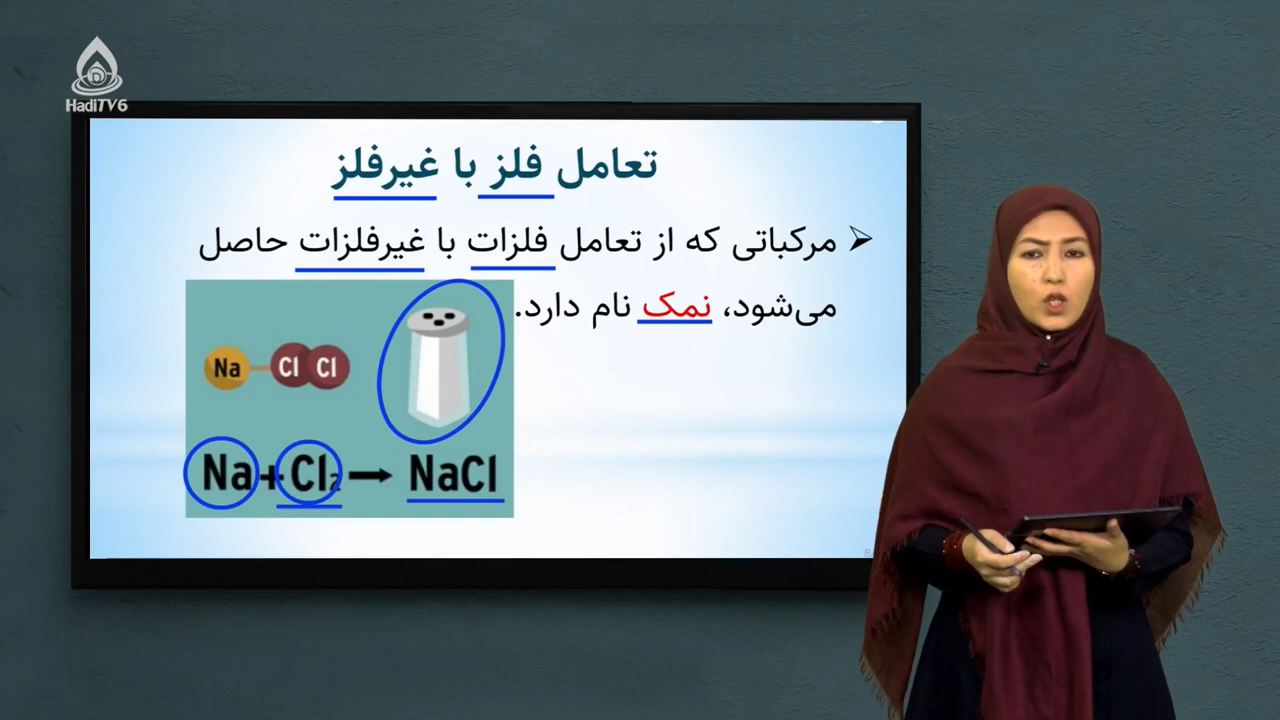 HadiTV6
تعامل فلز با غیرفلز
مرکباتی که از تعامل فلزات با غیرفلزات حاصل
می‌شود، نمک نام دارد.
Na Cl Cl
Na + Cl₂ → NaCl